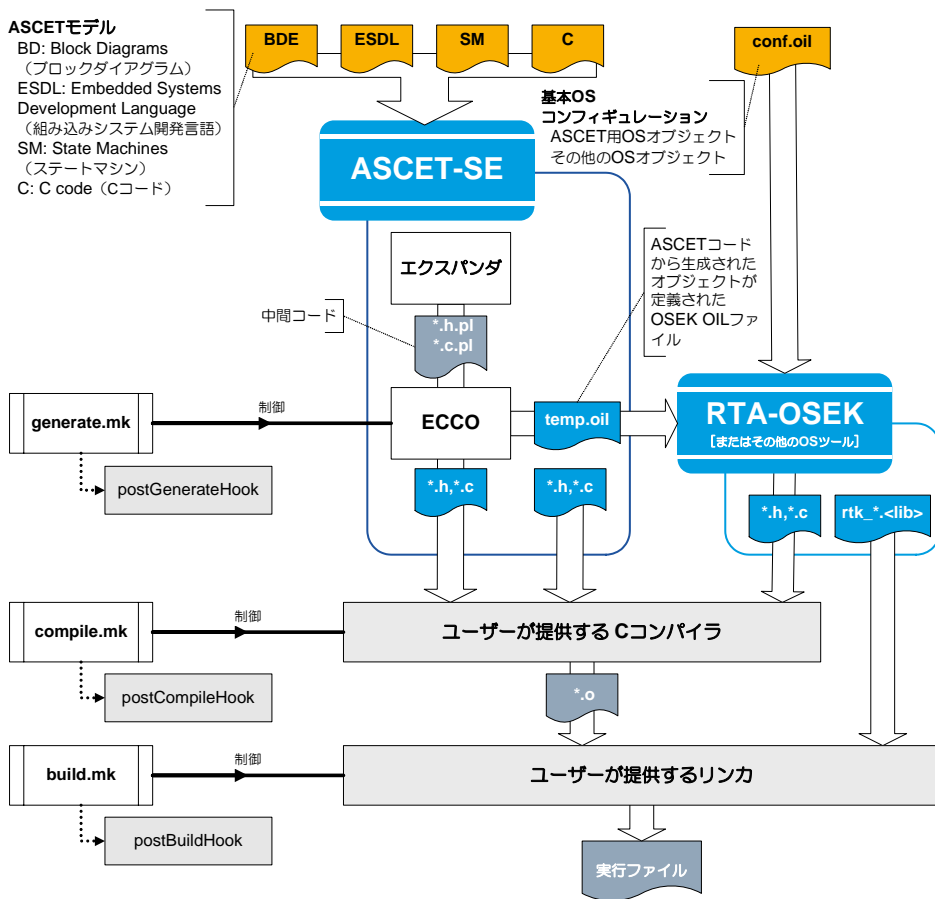 ASCETモデル
BD: Block Diagrams
（ブロックダイアグラム）
ESDL: Embedded Systems
Development Language
（組み込みシステム開発言語）
SM: State Machines
（ステートマシン）
C: C code（Cコード）
BDE
ESDL
SM
C
conf.oil
基本OS
コンフィギュレーション
ASCET用OSオブジェクト
その他のOSオブジェクト
ASCET-SE
エクスパンダ
中間コード
*.h.pl
*.c.pl
ASCETコード
から生成された
オブジェクトが
定義された
OSEK OILファ
イル
generate.mk
制御
ECCO
temp.oil
RTA-OSEK
［またはその他のOSツール］
postGenerateHook
*.h,*.c
*.h,*.c
*.h,*.c
rtk_*.<lib>
compile.mk
制御
ユーザーが提供する Cコンパイラ
postCompileHook
*.o
build.mk
制御
ユーザーが提供するリンカ
postBuildHook
実行ファイル